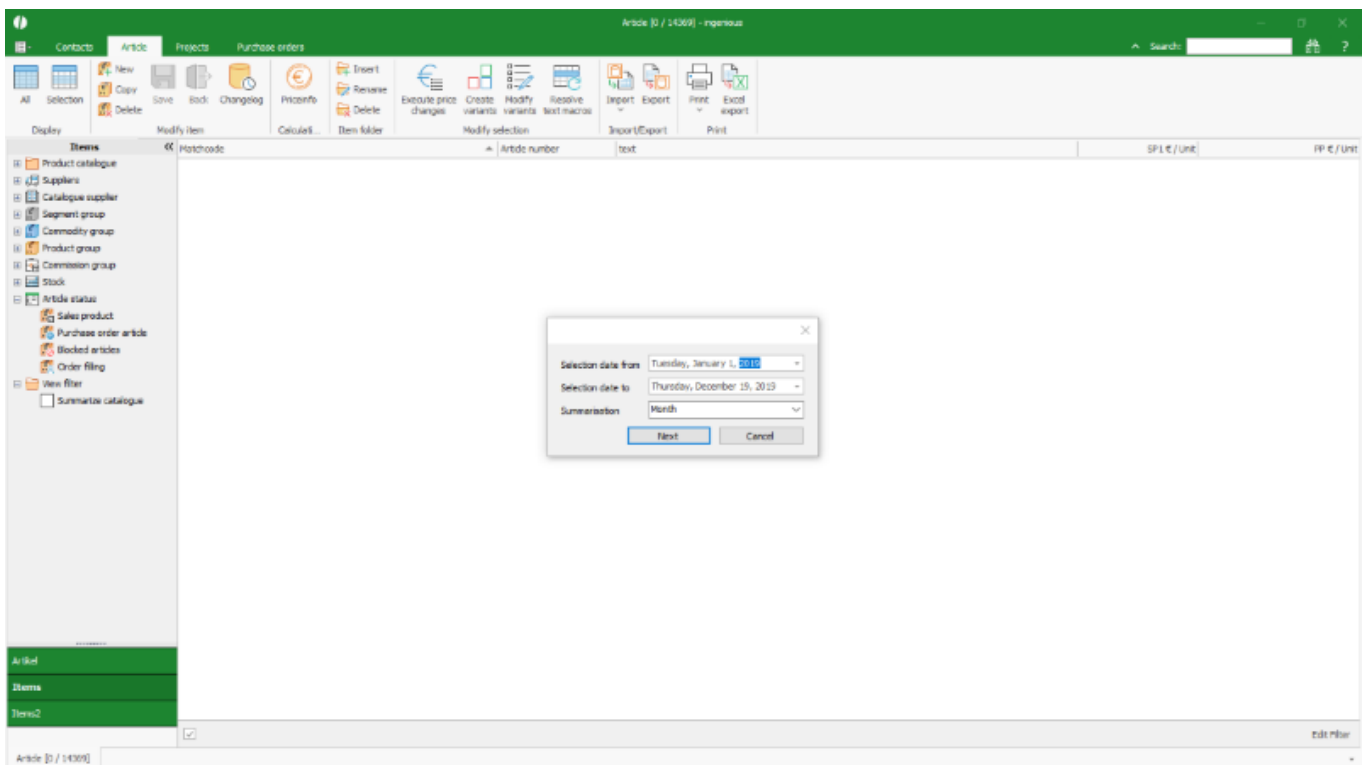 Article [0 / 14369] - ingenious
Contacts Article Projects Purchase orders Search: ?
All Selection New Copy Delete Save Back Changelog Priceinfo Insert Rename Delete Execute price changes Create variants Modify variants Resolve text macros Import Export Print Excel export
Display Modify item Calculati... Item folder Modify selection Import/Export Print
Items Matchcode Article number text SP1 € / Unit PP € / Unit
Product catalogue
Suppliers
Catalogue supplier
Segment group
Commodity group
Product group
Commission group
Stock
Article status
Sales product
Purchase order article
Blocked articles
Order filing
View filter
Summarize catalogue
Selection date from Tuesday, January 1, 2019
Selection date to Thursday, December 19, 2019
Summarisation Month
Next Cancel
Artikel
Items
Items2
Edit Filter
Article [0 / 14369]